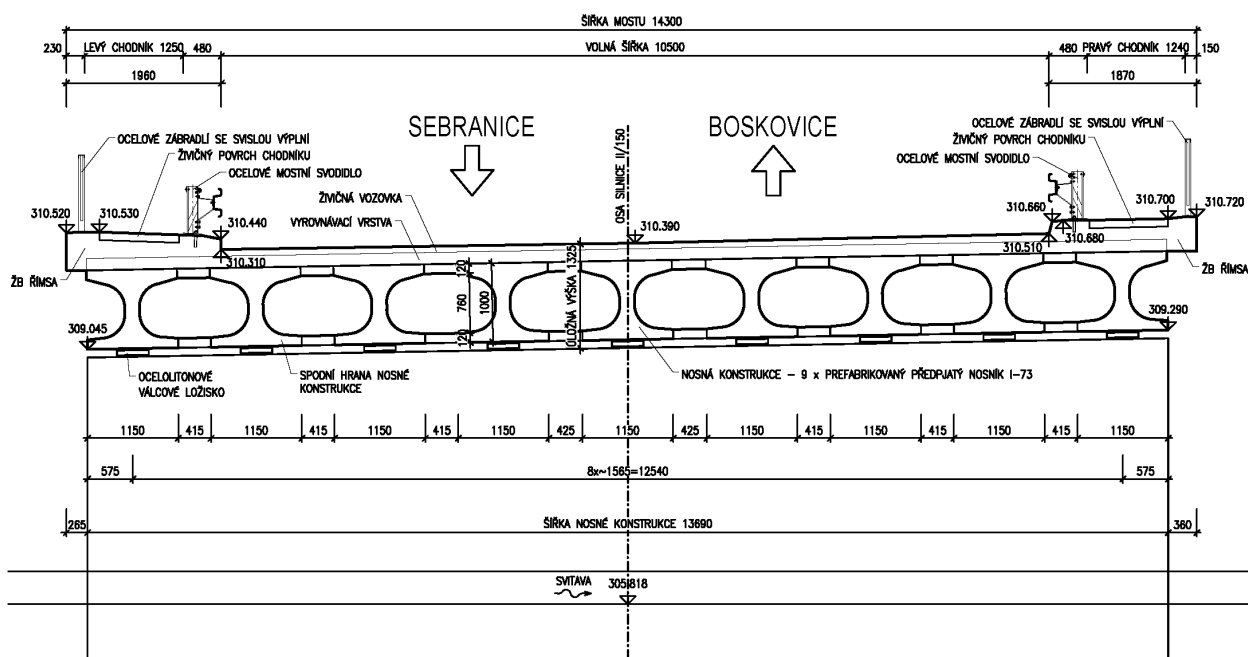 ŠÍŘKA MOSTU 14300
230 LEVÝ CHODNÍK 1250 480 VOLNÁ ŠÍŘKA 10500 480 PRAVÝ CHODNÍK 1240 150
1960 1870
SEBRANICE BOSKOVICE
OCELOVÉ ZÁBRADLÍ SE SVISLOU VÝPLNÍ
ŽIVIČNÝ POVRCH CHODNÍKU
OCELOVÉ MOSTNÍ SVODIDLO
OCELOVÉ ZÁBRADLÍ SE SVISLOU VÝPLNÍ
ŽIVIČNÝ POVRCH CHODNÍKU
OCELOVÉ MOSTNÍ SVODIDLO
OSA SILNICE II/150
ŽIVIČNÁ VOZOVKA
VYROVNÁVACÍ VRSTVA
310.520 310.530 310.440 310.390 310.660 310.700 310.720
310.310 310.510 310.680
ŽB ŘÍMSA ŽB ŘÍMSA
120 760 120 1000 ÚLOŽNÁ VÝŠKA 1325
309.045 309.290
OCELOLITONOVÉ
VÁLCOVÉ LOŽISKO
SPODNÍ HRANA NOSNÉ
KONSTRUKCE
NOSNÁ KONSTRUKCE – 9 x PREFABRIKOVANÝ PŘEDPJATÝ NOSNÍK I–73
1150 415 1150 415 1150 415 1150 425 1150 425 1150 415 1150 415 1150 415 1150
575 8x~1565=12540 575
265 ŠÍŘKA NOSNÉ KONSTRUKCE 13690 360
SVITAVA 305.818